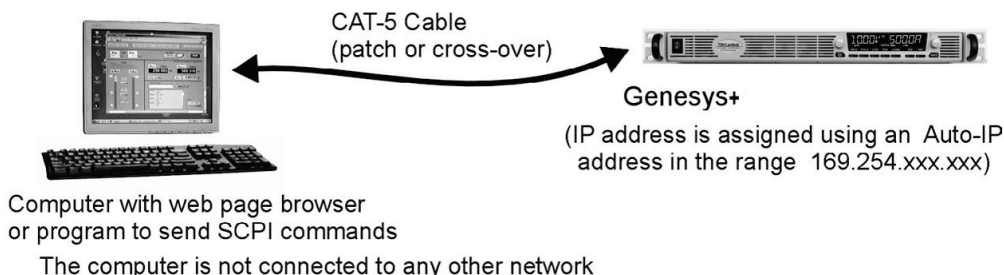 CAT-5 Cable
(patch or cross-over)
TDK-Lambda
Genesys+
(IP address is assigned using an Auto-IP
address in the range 169.254.xxx.xxx)
Computer with web page browser
or program to send SCPI commands
The computer is not connected to any other network